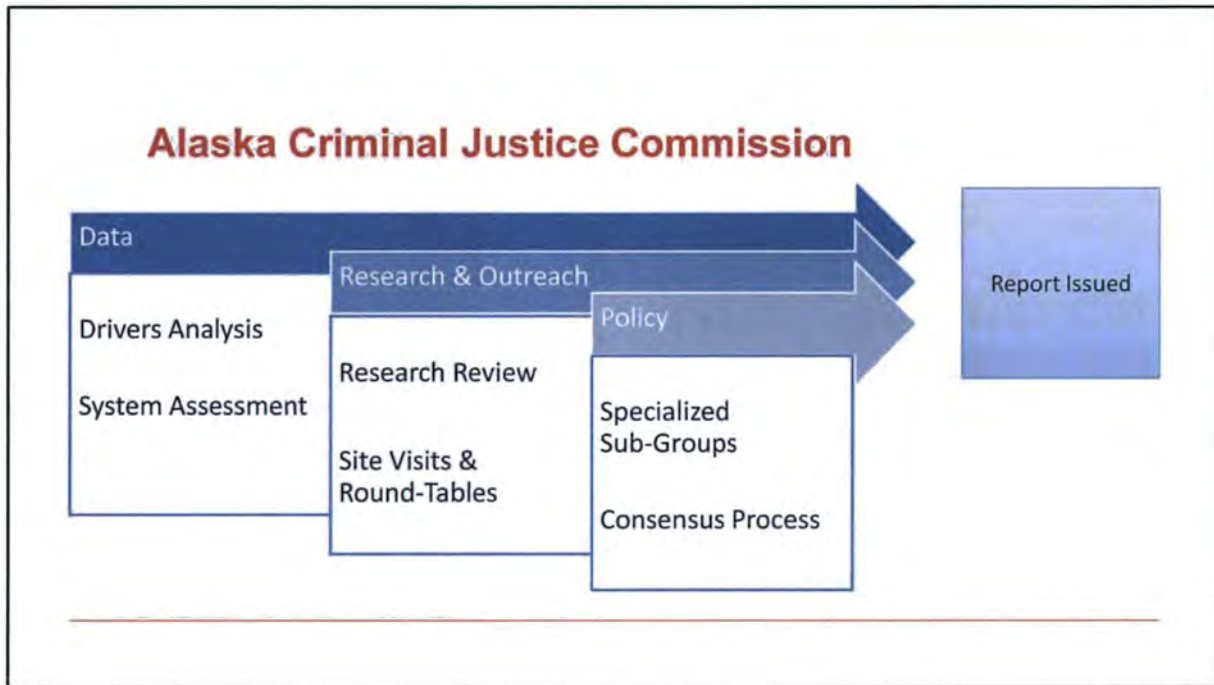 Alaska Criminal Justice Commission
Data
Drivers Analysis
System Assessment
Research & Outreach
Research Review
Site Visits &
Round-Tables
Policy
Specialized
Sub-Groups
Consensus Process
Report Issued